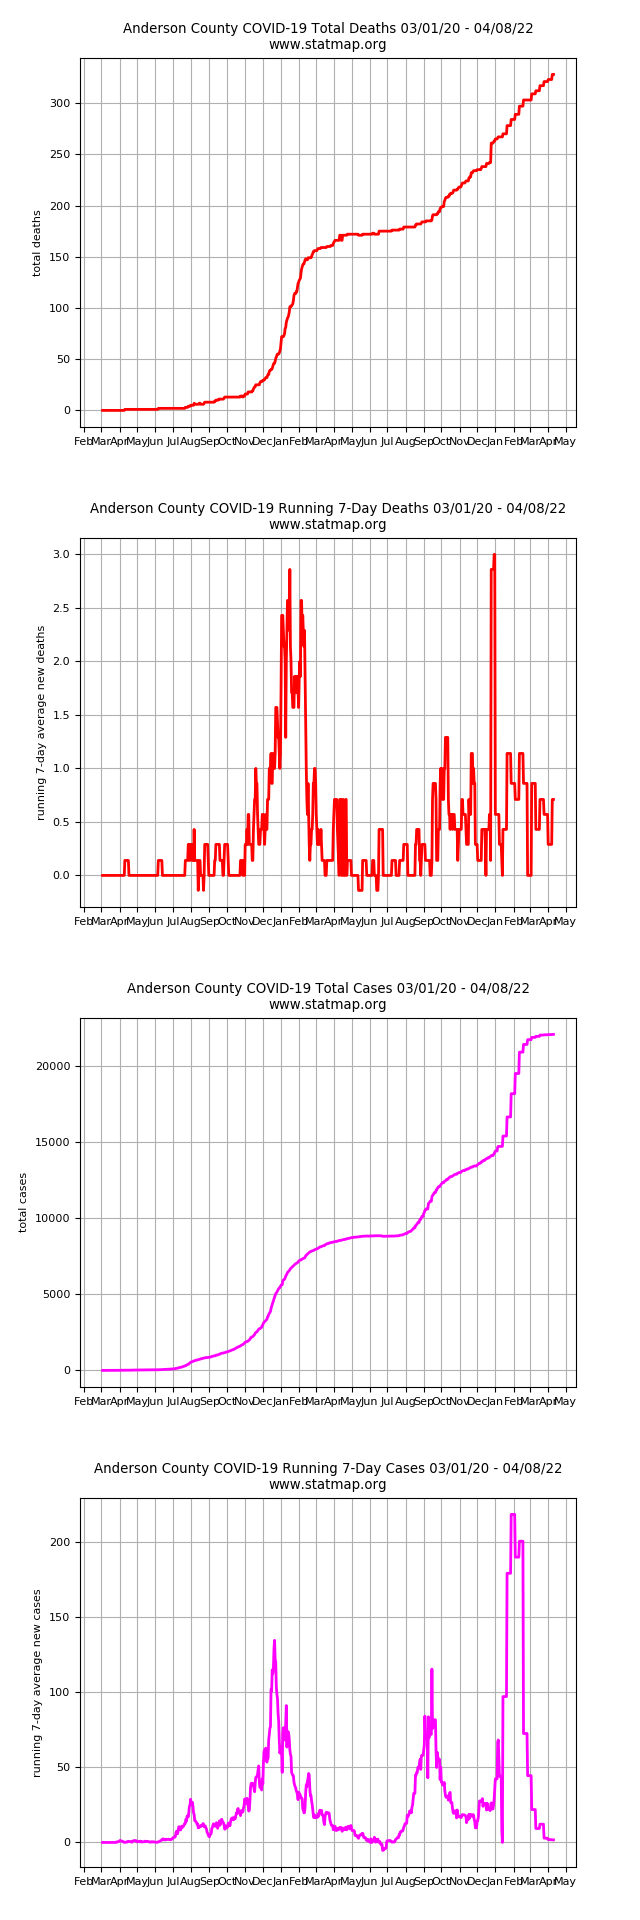 Anderson County COVID-19 Total Deaths 03/01/20 - 04/08/22
www.statmap.org
300
250
200
150
100
50
0
total deaths
Feb Mar Apr May Jun Jul Aug Sep Oct Nov Dec Jan Feb Mar Apr May Jun Jul Aug Sep Oct Nov Dec Jan Feb Mar Apr May
Anderson County COVID-19 Running 7-Day Deaths 03/01/20 - 04/08/22
www.statmap.org
3.0
2.5
2.0
1.5
1.0
0.5
0.0
running 7-day average new deaths
Feb Mar Apr May Jun Jul Aug Sep Oct Nov Dec Jan Feb Mar Apr May Jun Jul Aug Sep Oct Nov Dec Jan Feb Mar Apr May
Anderson County COVID-19 Total Cases 03/01/20 - 04/08/22
www.statmap.org
20000
15000
10000
5000
0
total cases
Feb Mar Apr May Jun Jul Aug Sep Oct Nov Dec Jan Feb Mar Apr May Jun Jul Aug Sep Oct Nov Dec Jan Feb Mar Apr May
Anderson County COVID-19 Running 7-Day Cases 03/01/20 - 04/08/22
www.statmap.org
200
150
100
50
0
running 7-day average new cases
Feb Mar Apr May Jun Jul Aug Sep Oct Nov Dec Jan Feb Mar Apr May Jun Jul Aug Sep Oct Nov Dec Jan Feb Mar Apr May